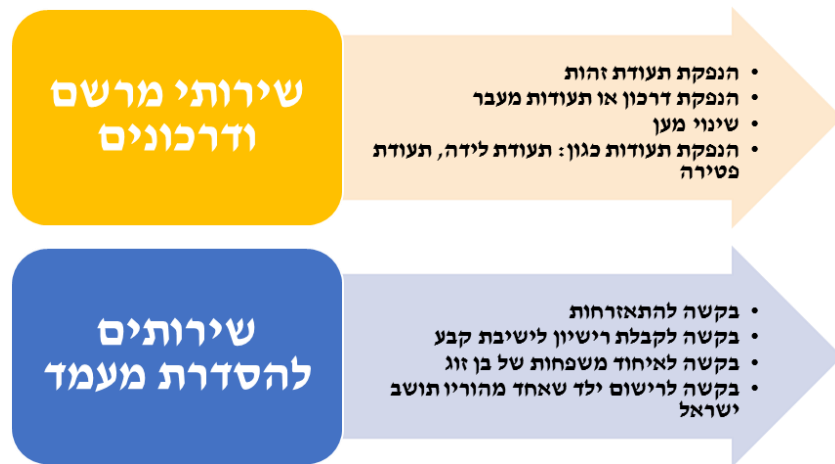 שירותי מרשם
ודרכונים
• הנפקת תעודת זהות
• הנפקת דרכון או תעודות מעבר
• שינוי מען
• הנפקת תעודות כגון: תעודת לידה, תעודת
פטירה
שירותים
להסדרת מעמד
• בקשה להתאזרחות
• בקשה לקבלת רישיון לישיבת קבע
• בקשה לאיחוד משפחות של בן זוג
• בקשה לרישום ילד שאחד מהוריו תושב
ישראל